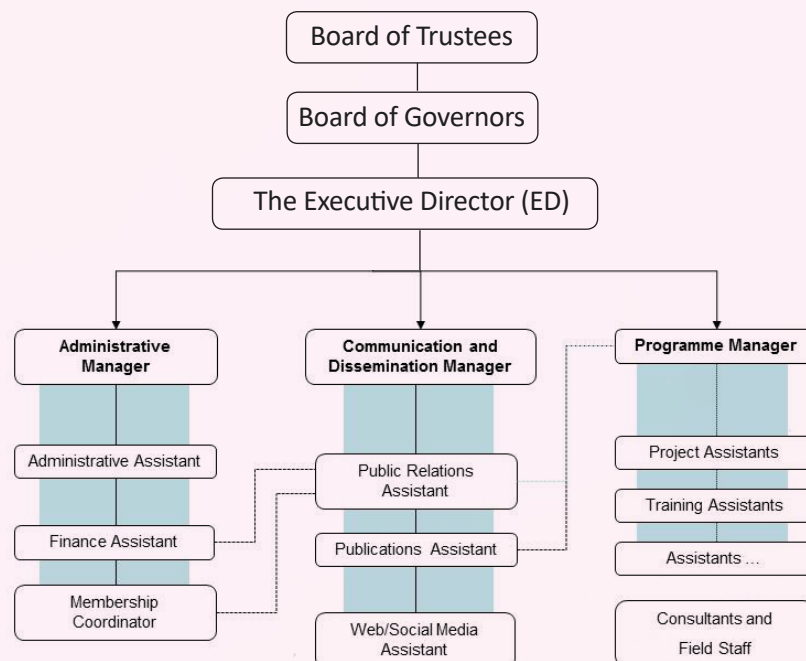 Board of Trustees
Board of Governors
The Executive Director (ED)
Administrative
Manager
Administrative Assistant
Finance Assistant
Membership
Coordinator
Communication and
Dissemination Manager
Public Relations
Assistant
Publications Assistant
Web/Social Media
Assistant
Programme Manager
Project Assistants
Training Assistants
Assistants ...
Consultants and
Field Staff